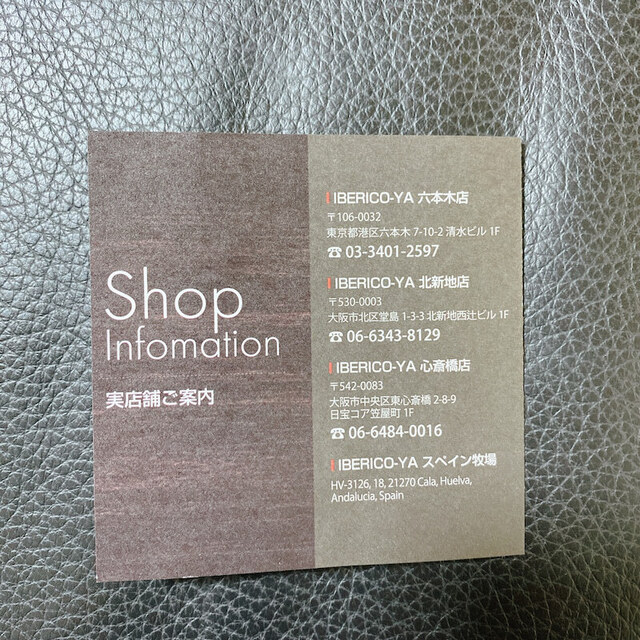 Shop
Infomation
実店舗ご案内
IBERICO-YA 六本木店
〒106-0032
東京都港区六本木 7-10-2 清水ビル 1F
☎ 03-3401-2597
IBERICO-YA 北新地店
〒530-0003
大阪市北区堂島 1-3-3 北新地西辻ビル 1F
☎ 06-6343-8129
IBERICO-YA 心斎橋店
〒542-0083
大阪市中央区東心斎橋 2-8-9
日宝コア笠屋町 1F
☎ 06-6484-0016
IBERICO-YA スペイン牧場
HV-3126, 18, 21270 Cala, Huelva,
Andalucía, Spain